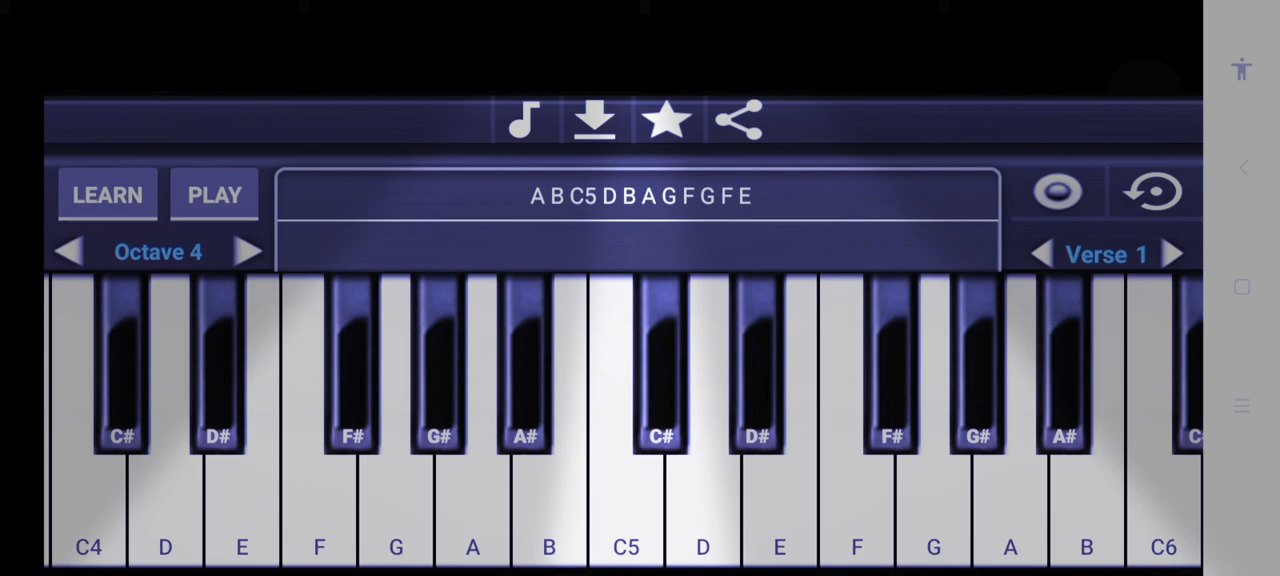 LEARN PLAY A B C5 D B A G F G F E
Octave 4 Verse 1
C# D# F# G# A# C# D# F# G# A# C
C4 D E F G A B C5 D E F G A B C6